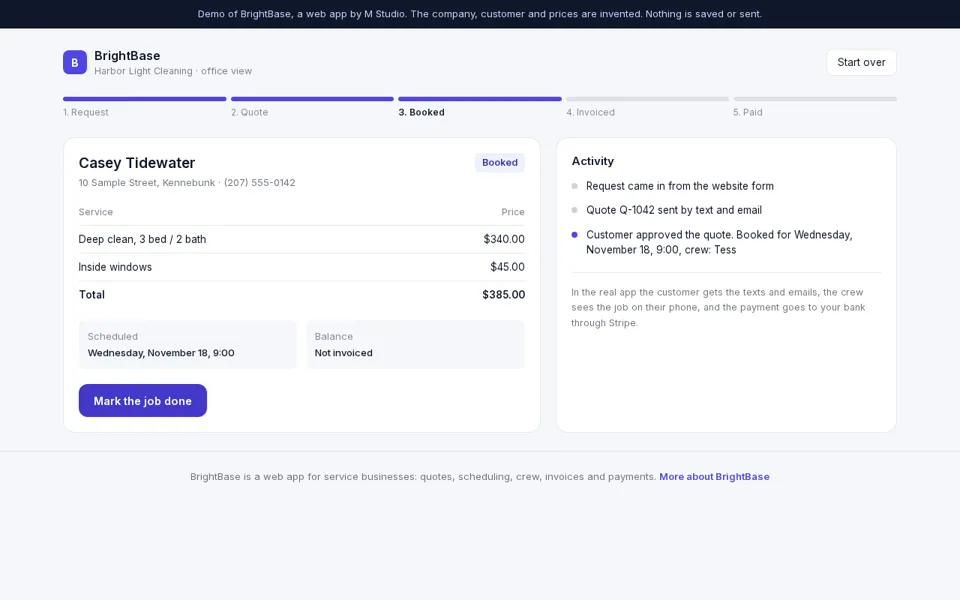 Demo of BrightBase, a web app by M Studio. The company, customer and prices are invented. Nothing is saved or sent.
B
BrightBase
Harbor Light Cleaning · office view
Start over
1. Request
2. Quote
3. Booked
4. Invoiced
5. Paid
Casey Tidewater
Booked
10 Sample Street, Kennebunk · (207) 555-0142
Service Price
Deep clean, 3 bed / 2 bath $340.00
Inside windows $45.00
Total $385.00
Scheduled
Wednesday, November 18, 9:00
Balance
Not invoiced
Mark the job done
Activity
Request came in from the website form
Quote Q-1042 sent by text and email
Customer approved the quote. Booked for Wednesday,
November 18, 9:00, crew: Tess
In the real app the customer gets the texts and emails, the crew
sees the job on their phone, and the payment goes to your bank
through Stripe.
BrightBase is a web app for service businesses: quotes, scheduling, crew, invoices and payments. More about BrightBase